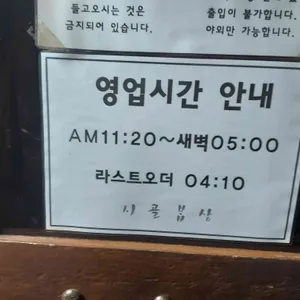 들고오시는 것은
금지되어 있습니다.
출입이 불가합니다.
야외만 가능합니다.
영업시간 안내
AM11:20~새벽05:00
라스트오더 04:10
시골밥상